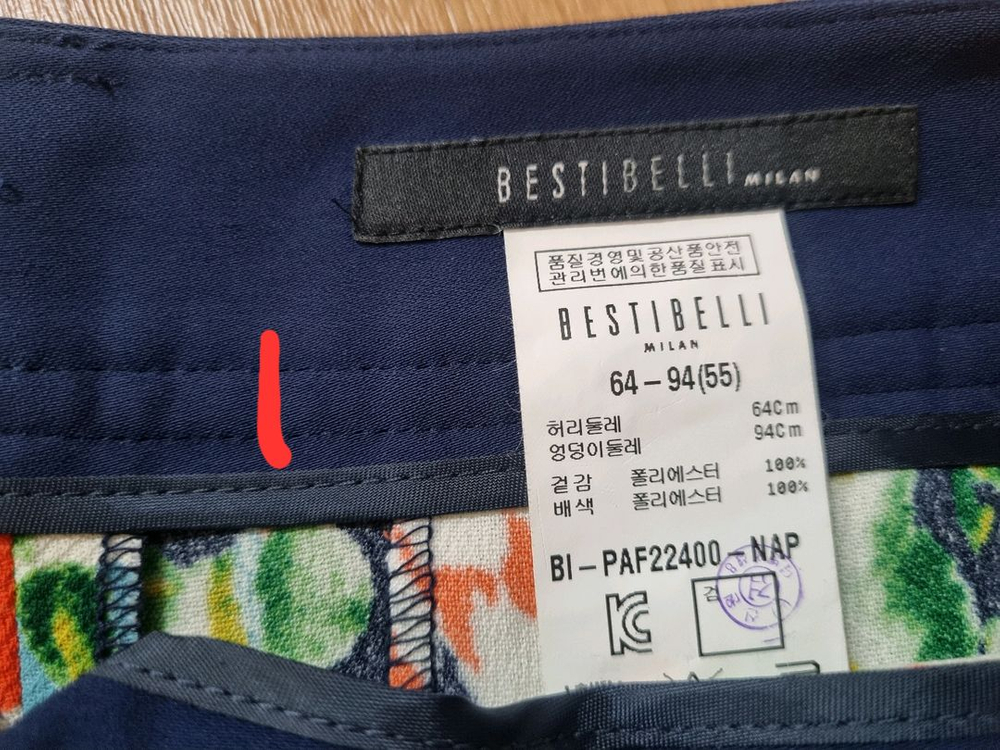 BESTIBELLI MILAN
품질경영및공산품안전
관리법에의한품질표시
BESTIBELLI
MILAN
64-94(55)
허리둘레 64Cm
엉덩이둘레 94Cm
겉감 폴리에스터 100%
배색 폴리에스터 100%
BI-PAF22400-NAP
검